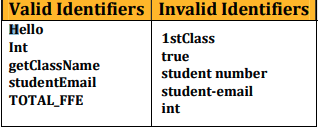 Valid Identifiers Invalid Identifiers
Hello
Int
getClassName
studentEmail
TOTAL_FFE
1stClass
true
student number
student-email
int